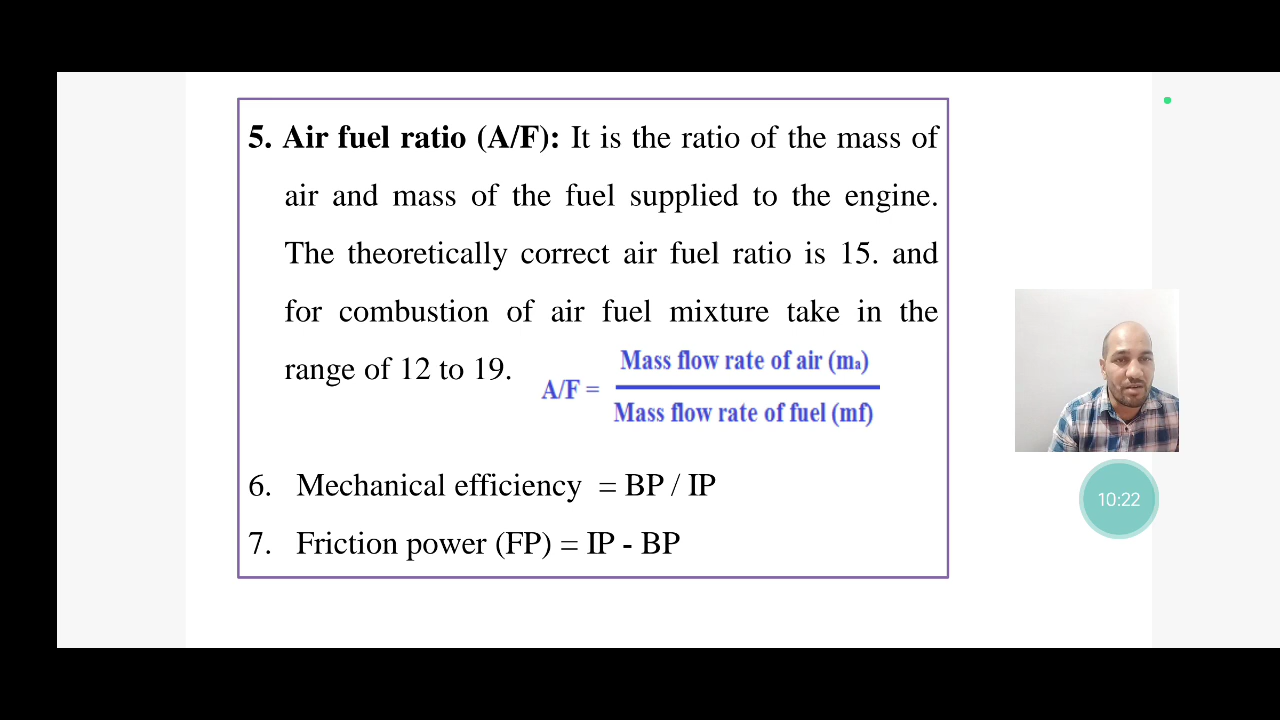 5. Air fuel ratio (A/F): It is the ratio of the mass of
air and mass of the fuel supplied to the engine.
The theoretically correct air fuel ratio is 15. and
for combustion of air fuel mixture take in the
range of 12 to 19.
A/F = Mass flow rate of air (mₐ)
Mass flow rate of fuel (mf)
6. Mechanical efficiency = BP / IP
7. Friction power (FP) = IP - BP
10:22